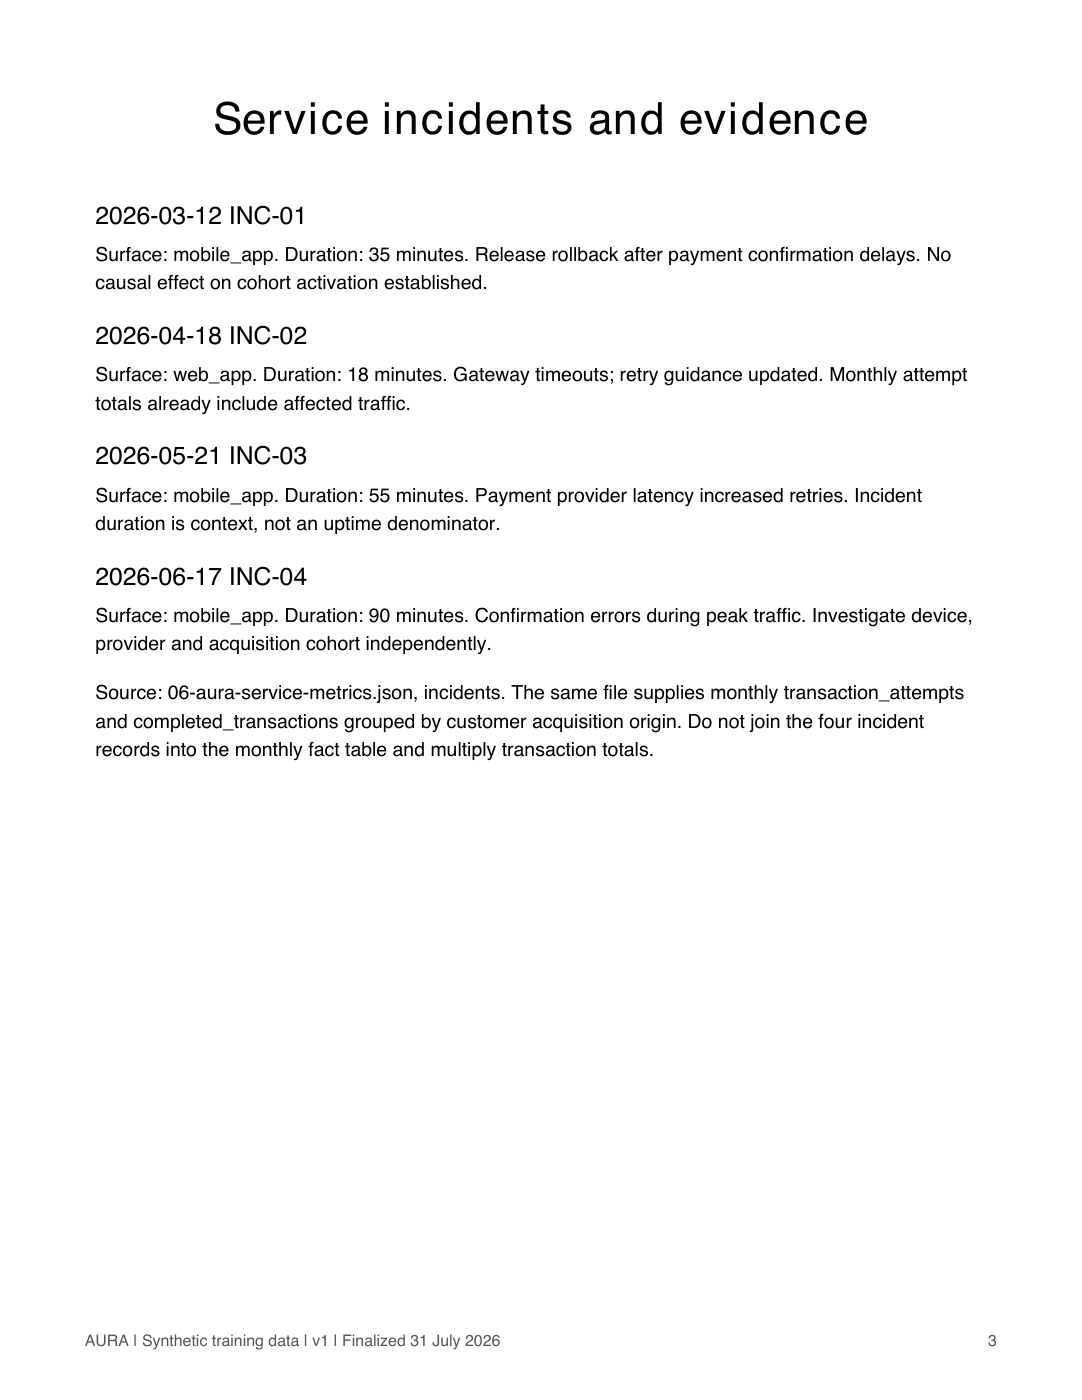 Service incidents and evidence
2026-03-12 INC-01
Surface: mobile_app. Duration: 35 minutes. Release rollback after payment confirmation delays. No
causal effect on cohort activation established.
2026-04-18 INC-02
Surface: web_app. Duration: 18 minutes. Gateway timeouts; retry guidance updated. Monthly attempt
totals already include affected traffic.
2026-05-21 INC-03
Surface: mobile_app. Duration: 55 minutes. Payment provider latency increased retries. Incident
duration is context, not an uptime denominator.
2026-06-17 INC-04
Surface: mobile_app. Duration: 90 minutes. Confirmation errors during peak traffic. Investigate device,
provider and acquisition cohort independently.
Source: 06-aura-service-metrics.json, incidents. The same file supplies monthly transaction_attempts
and completed_transactions grouped by customer acquisition origin. Do not join the four incident
records into the monthly fact table and multiply transaction totals.
AURA | Synthetic training data | v1 | Finalized 31 July 2026
3